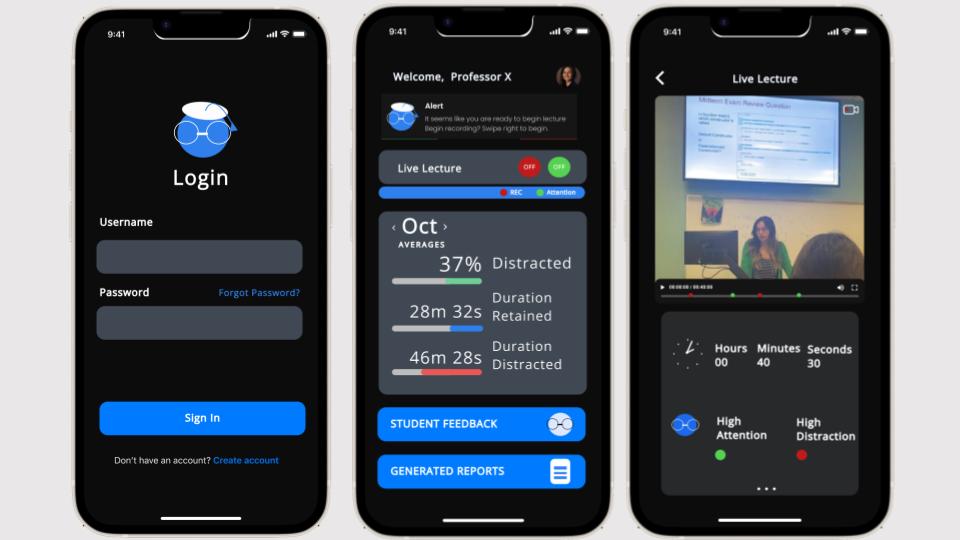 9:41
Login
Username
Password
Forgot Password?
Sign In
Don't have an account? Create account
9:41
Welcome, Professor X
Alert
It seems like you are ready to begin lecture
Begin recording? Swipe right to begin.
Live Lecture
OFF
OFF
REC
Attention
‹ Oct ›
AVERAGES
37% Distracted
28m 32s Duration
Retained
46m 28s Duration
Distracted
STUDENT FEEDBACK
GENERATED REPORTS
9:41
Live Lecture
Midterm Exam Review Question
00:00:00 / 00:40:00
Hours Minutes Seconds
00 40 30
High
Attention
High
Distraction